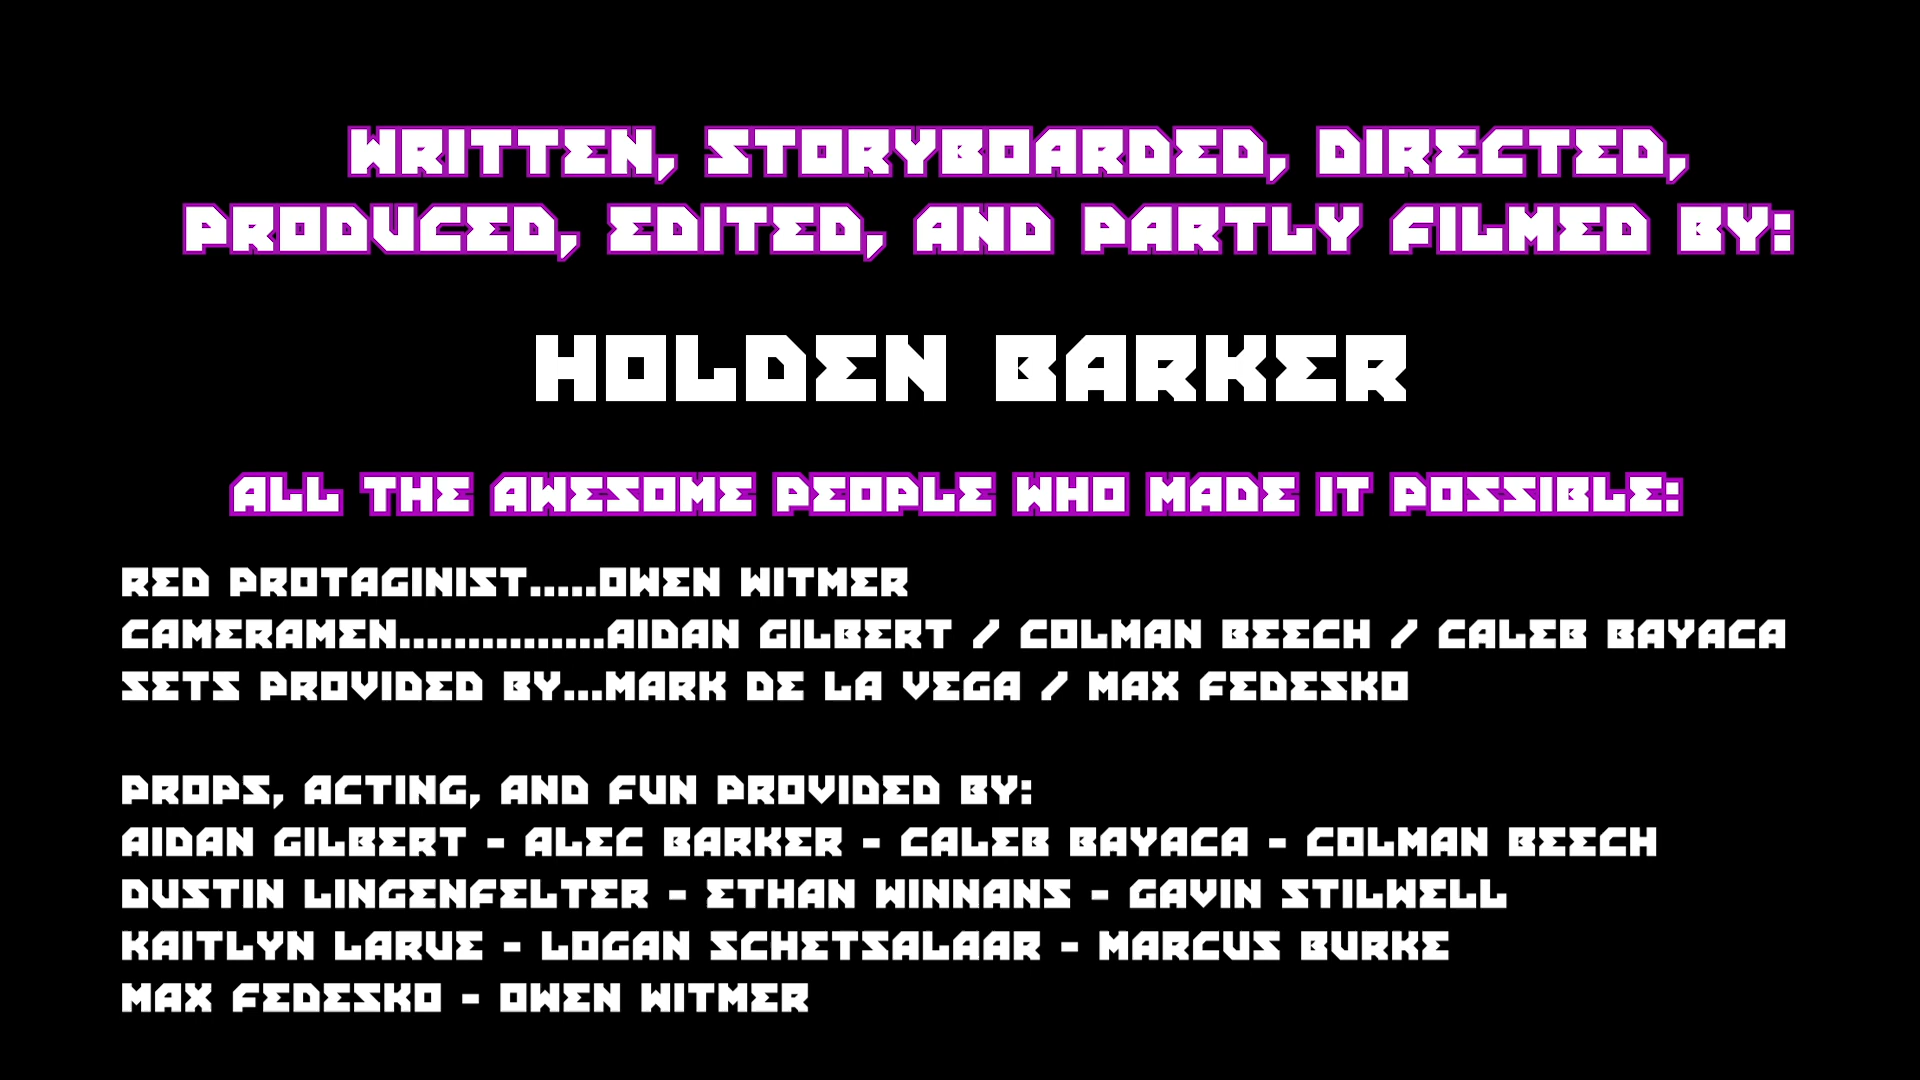 WRITTEN, STORYBOARDED, DIRECTED,
PRODUCED, EDITED, AND PARTLY FILMED BY:
HOLDEN BARKER
ALL THE AWESOME PEOPLE WHO MADE IT POSSIBLE:
RED PROTAGINIST.....OWEN WITMER
CAMERAMEN...............AIDAN GILBERT / COLMAN BEECH / CALEB BAYACA
SETS PROVIDED BY...MARK DE LA VEGA / MAX FEDESKO
PROPS, ACTING, AND FUN PROVIDED BY:
AIDAN GILBERT - ALEC BARKER - CALEB BAYACA - COLMAN BEECH
DUSTIN LINGENFELTER - ETHAN WINNANS - GAVIN STILWELL
KAITLYN LARUE - LOGAN SCHETSALAAR - MARCUS BURKE
MAX FEDESKO - OWEN WITMER